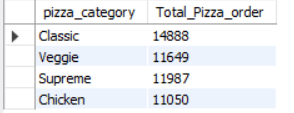 pizza_category Total_Pizza_order
Classic 14888
Veggie 11649
Supreme 11987
Chicken 11050